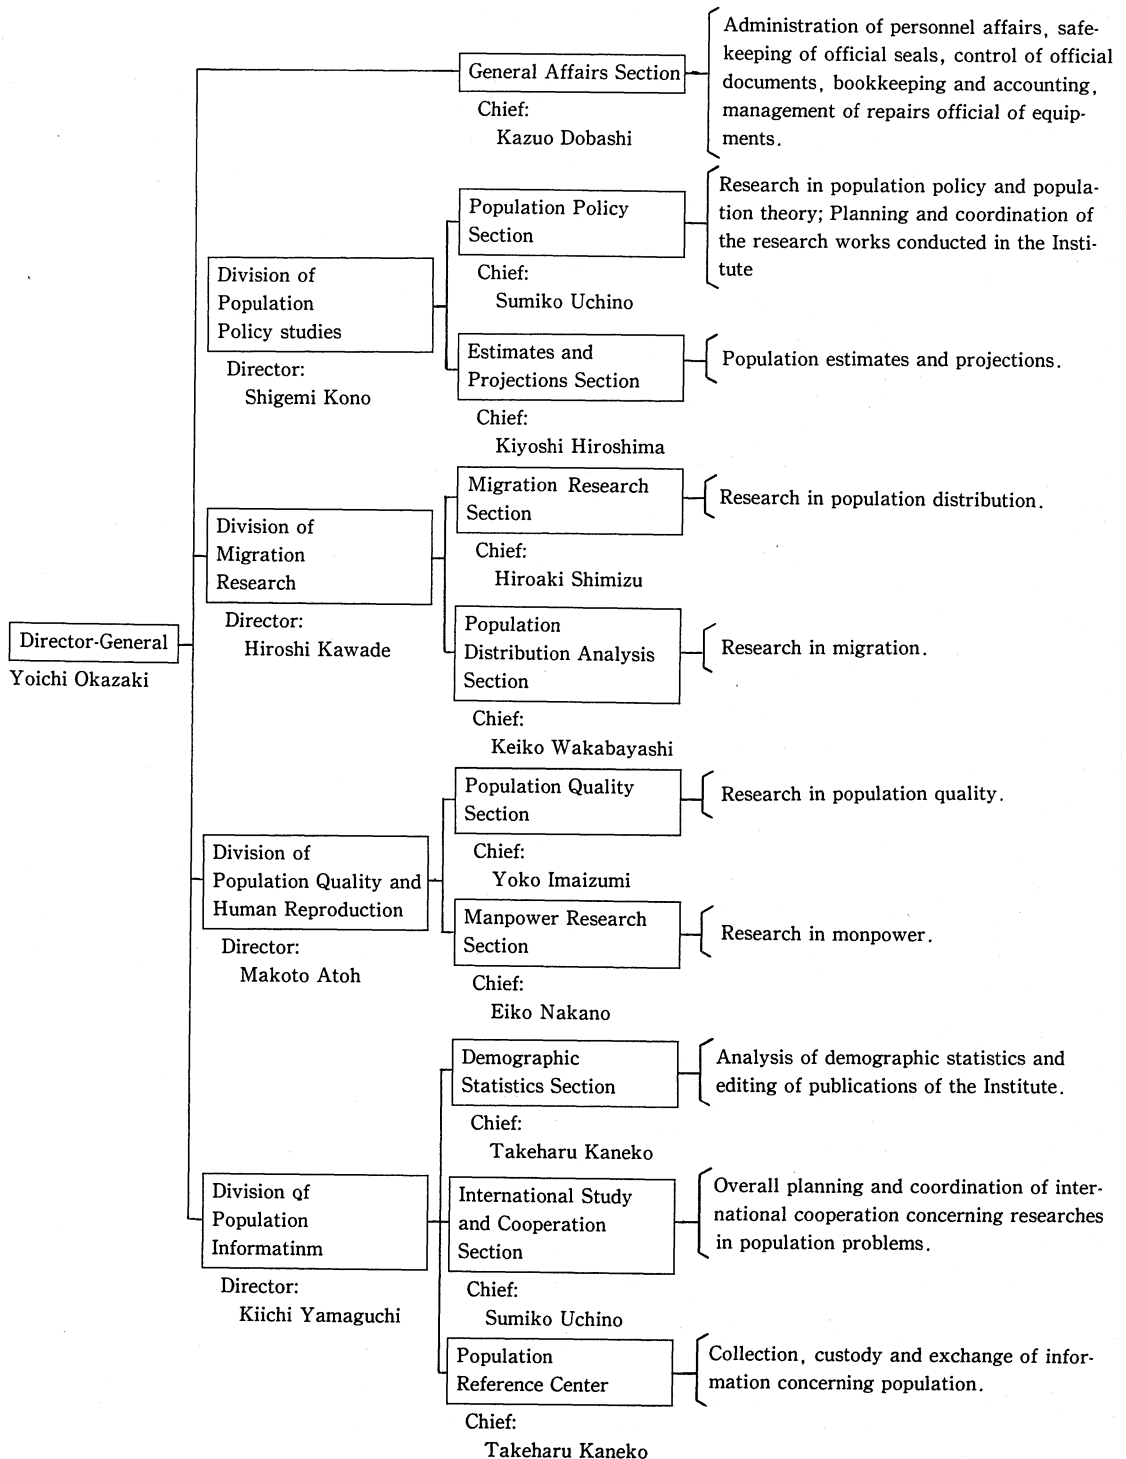 Administration of personnel affairs, safe-
keeping of official seals, control of official
documents, bookkeeping and accounting,
management of repairs official of equip-
ments.
General Affairs Section
Chief:
Kazuo Dobashi
Research in population policy and popula-
tion theory; Planning and coordination of
the research works conducted in the Insti-
tute
Population Policy
Section
Chief:
Sumiko Uchino
Division of
Population
Policy studies
Director:
Shigemi Kono
Estimates and
Projections Section
Population estimates and projections.
Chief:
Kiyoshi Hiroshima
Migration Research
Section
Research in population distribution.
Chief:
Hiroaki Shimizu
Division of
Migration
Research
Director:
Hiroshi Kawade
Director-General
Yoichi Okazaki
Population
Distribution Analysis
Section
Research in migration.
Chief:
Keiko Wakabayashi
Population Quality
Section
Research in population quality.
Chief:
Yoko Imaizumi
Division of
Population Quality and
Human Reproduction
Director:
Makoto Atoh
Manpower Research
Section
Research in monpower.
Chief:
Eiko Nakano
Demographic
Statistics Section
Analysis of demographic statistics and
editing of publications of the Institute.
Chief:
Takeharu Kaneko
Division of
Population
Informatinm
Director:
Kiichi Yamaguchi
International Study
and Cooperation
Section
Overall planning and coordination of inter-
national cooperation concerning researches
in population problems.
Chief:
Sumiko Uchino
Population
Reference Center
Collection, custody and exchange of infor-
mation concerning population.
Chief:
Takeharu Kaneko